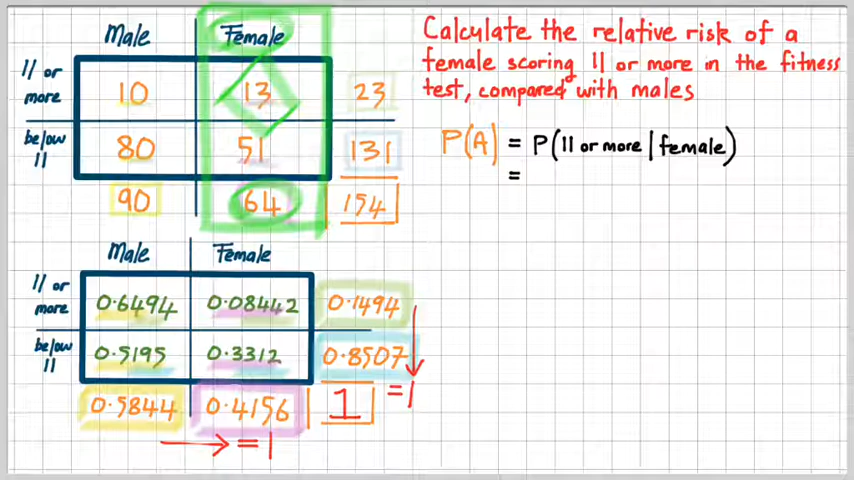 Male Female
11 or more 10 13 23
below 11 80 51 131
90 64 154
Male Female
11 or more 0.6494 0.08442 0.1494
below 11 0.5195 0.3312 0.8507
0.5844 0.4156 1 = 1
= 1
Calculate the relative risk of a
female scoring 11 or more in the fitness
test, compared with males
P(A) = P(11 or more | female)
=